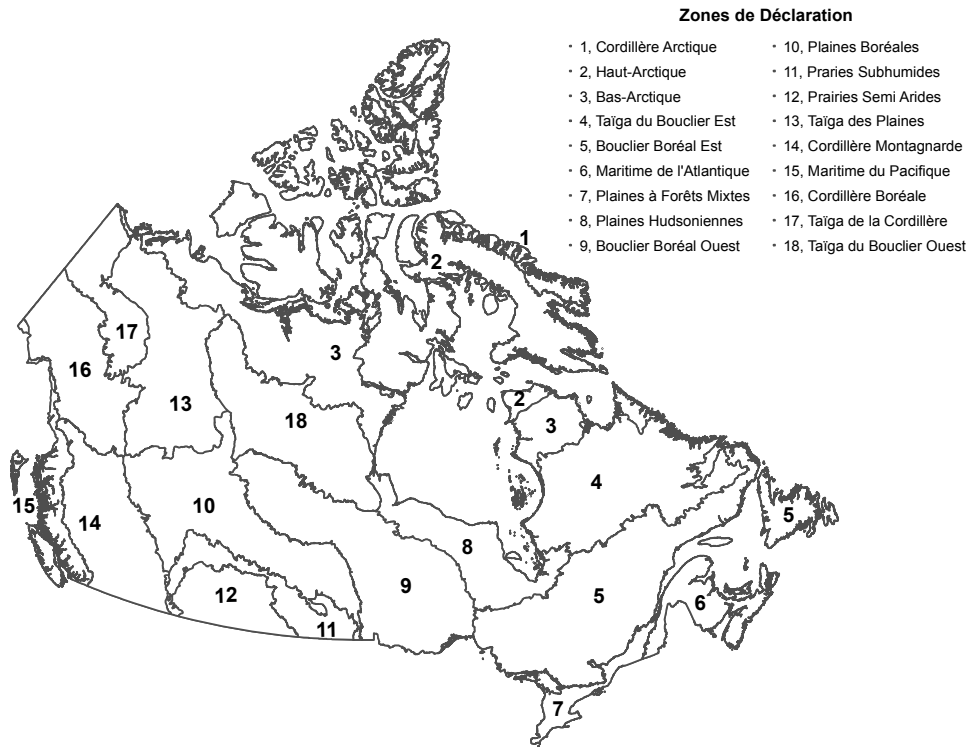 Zones de Déclaration
· 1, Cordillère Arctique
· 2, Haut-Arctique
· 3, Bas-Arctique
· 4, Taïga du Bouclier Est
· 5, Bouclier Boréal Est
· 6, Maritime de l'Atlantique
· 7, Plaines à Forêts Mixtes
· 8, Plaines Hudsoniennes
· 9, Bouclier Boréal Ouest
· 10, Plaines Boréales
· 11, Praries Subhumides
· 12, Prairies Semi Arides
· 13, Taïga des Plaines
· 14, Cordillère Montagnarde
· 15, Maritime du Pacifique
· 16, Cordillère Boréale
· 17, Taïga de la Cordillère
· 18, Taïga du Bouclier Ouest
1
2
17
3
16
2
13
18
3
4
15
10
5
14
8
9
12
5
6
11
7